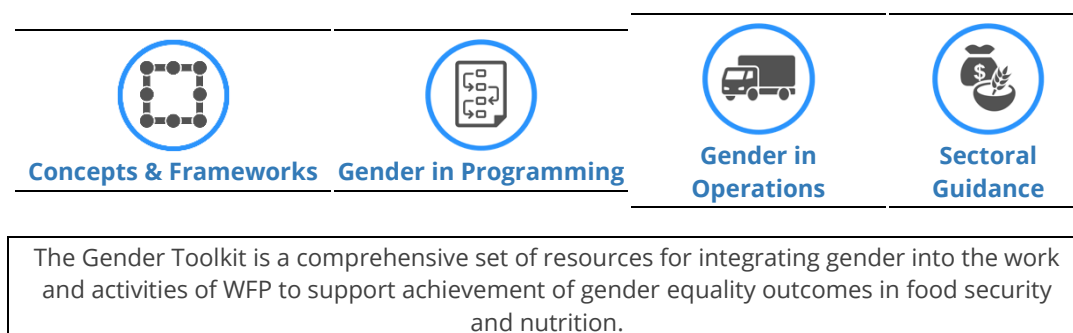 Concepts & Frameworks
Gender in Programming
Gender in
Operations
Sectoral
Guidance
The Gender Toolkit is a comprehensive set of resources for integrating gender into the work
and activities of WFP to support achievement of gender equality outcomes in food security
and nutrition.